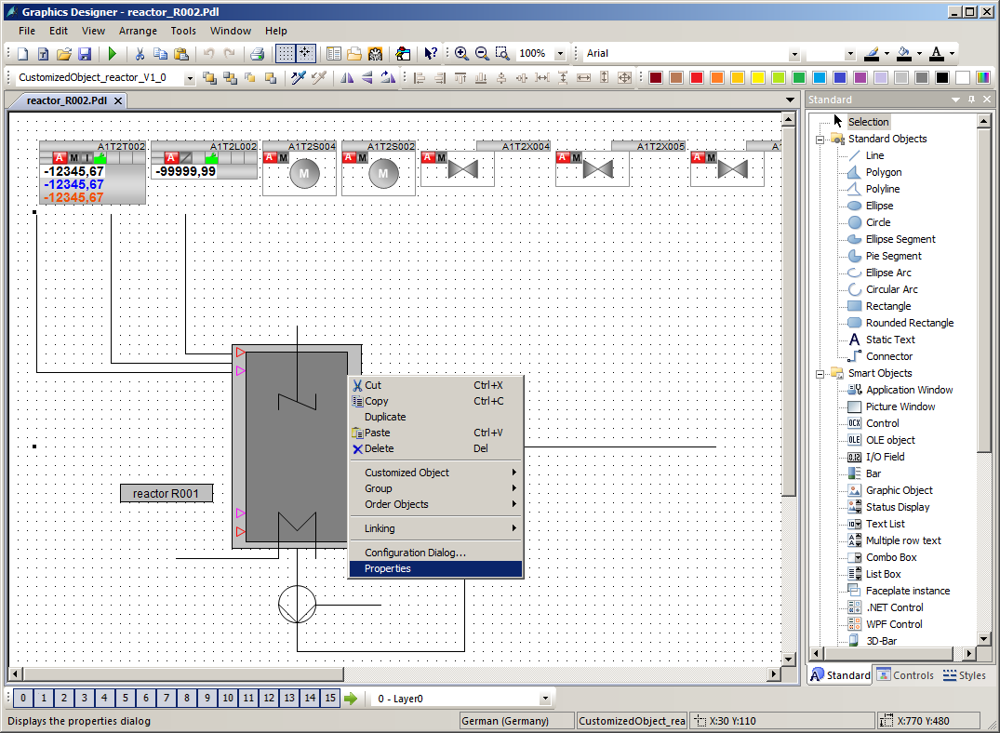 Graphics Designer - reactor_R002.Pdl
File Edit View Arrange Tools Window Help
100% Arial
CustomizedObject_reactor_V1_0
reactor_R002.Pdl
Standard
A1T2T002
A M I
-12345,67
-12345,67
-12345,67
A1T2L002
A
-99999,99
A1T2S004
A M
M
A1T2S002
A M
M
A1T2X004
A M
A1T2X005
A M
A M
reactor R001
Cut Ctrl+X
Copy Ctrl+C
Duplicate
Paste Ctrl+V
Delete Del
Customized Object
Group
Order Objects
Linking
Configuration Dialog...
Properties
Selection
Standard Objects
Line
Polygon
Polyline
Ellipse
Circle
Ellipse Segment
Pie Segment
Ellipse Arc
Circular Arc
Rectangle
Rounded Rectangle
Static Text
Connector
Smart Objects
Application Window
Picture Window
Control
OLE object
I/O Field
Bar
Graphic Object
Status Display
Text List
Multiple row text
Combo Box
List Box
Faceplate instance
.NET Control
WPF Control
3D-Bar
Standard Controls Styles
0 1 2 3 4 5 6 7 8 9 10 11 12 13 14 15 0 - Layer0
Displays the properties dialog German (Germany) CustomizedObject_rea X:30 Y:110 X:770 Y:480